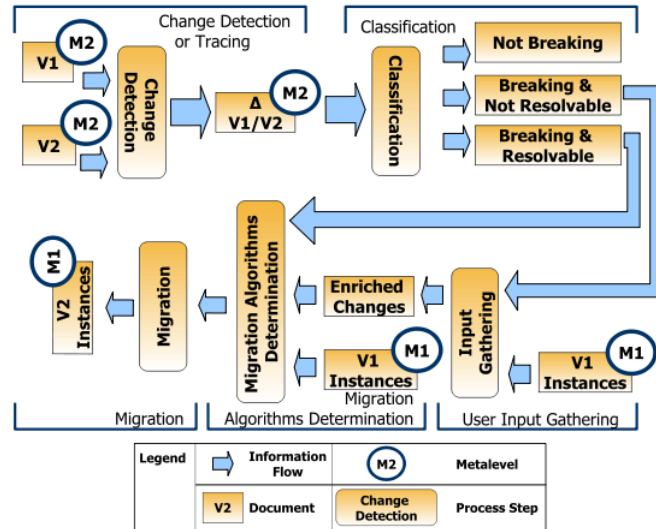 Change Detection
or Tracing
Classification
V1
M2
V2
M2
Change
Detection
Δ
V1/V2
M2
Classification
Not Breaking
Breaking &
Not Resolvable
Breaking &
Resolvable
M1
V2
Instances
Migration
Migration Algorithms
Determination
Enriched
Changes
V1
Instances
M1
Input
Gathering
V1
Instances
M1
Migration
Migration
Algorithms Determination
User Input Gathering
Legend
Information
Flow
M2
Metalevel
V2
Document
Change
Detection
Process Step